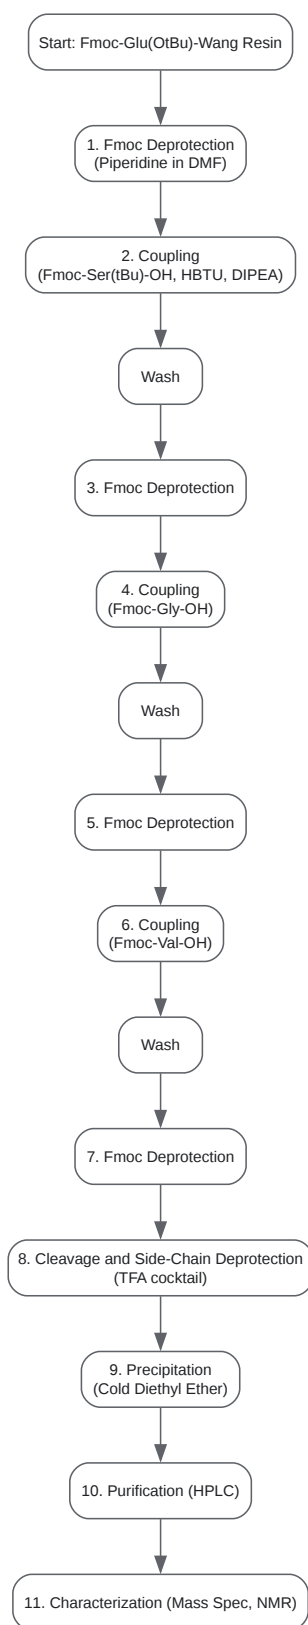 Start: Fmoc-Glu(OtBu)-Wang Resin
1. Fmoc Deprotection
(Piperidine in DMF)
2. Coupling
(Fmoc-Ser(tBu)-OH, HBTU, DIPEA)
Wash
3. Fmoc Deprotection
4. Coupling
(Fmoc-Gly-OH)
Wash
5. Fmoc Deprotection
6. Coupling
(Fmoc-Val-OH)
Wash
7. Fmoc Deprotection
8. Cleavage and Side-Chain Deprotection
(TFA cocktail)
9. Precipitation
(Cold Diethyl Ether)
10. Purification (HPLC)
11. Characterization (Mass Spec, NMR)